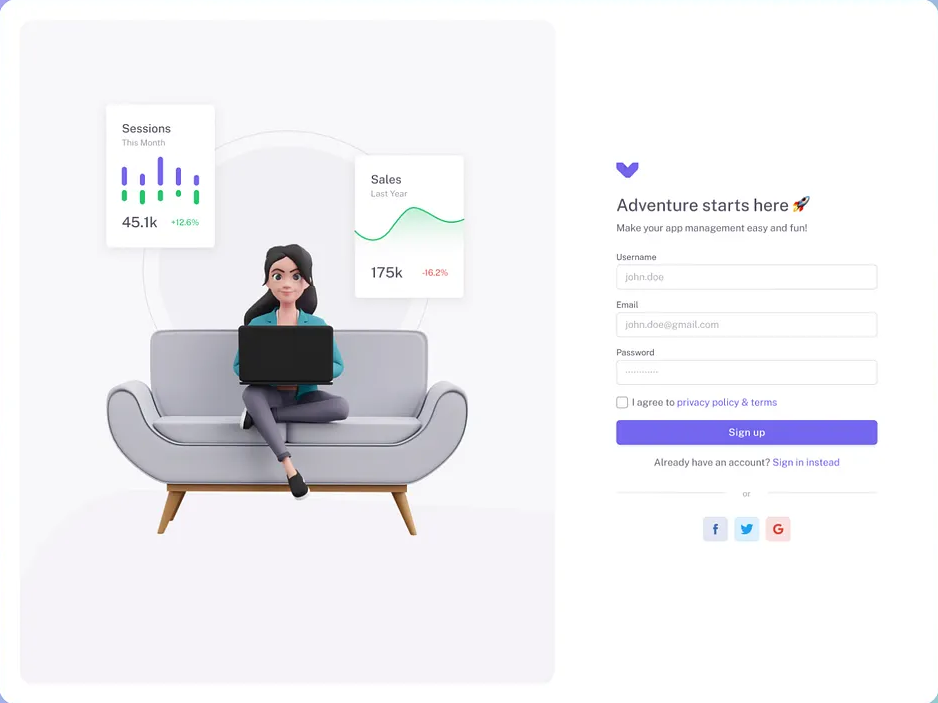 Sessions
This Month
45.1k +12.6%
Sales
Last Year
175k -16.2%
Adventure starts here 🚀
Make your app management easy and fun!
Username
john.doe
Email
john.doe@gmail.com
Password
············
I agree to privacy policy & terms
Sign up
Already have an account? Sign in instead
or
f G